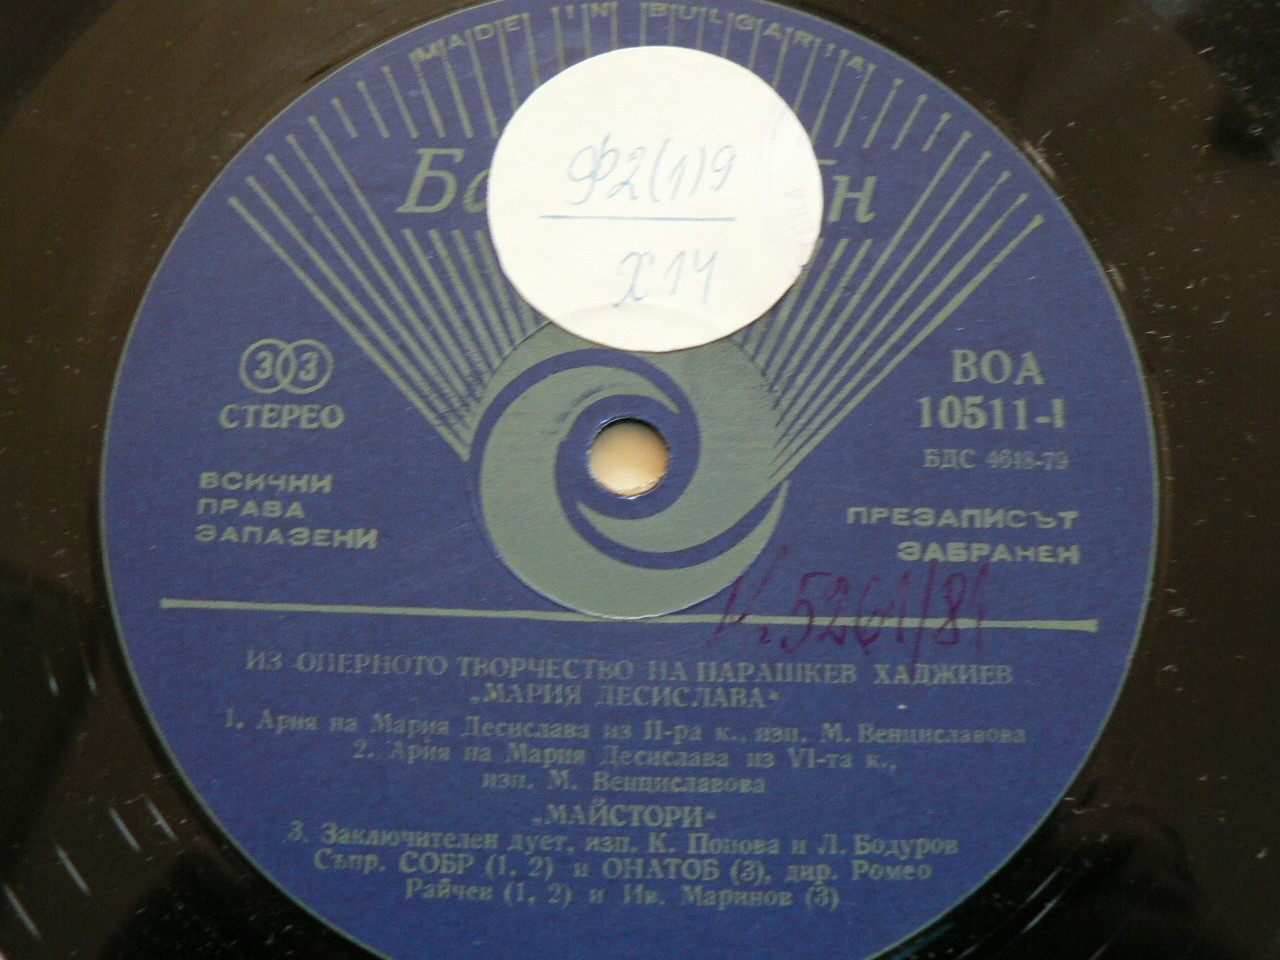 MADE IN BULGARIA
Ф2(1)9
Х14
33
СТЕРЕО
ВСИЧНИ
ПРАВА
ЗАПАЗЕНИ
ВОА
10511-I
БДС 4648-79
ПРЕЗАПИСЪТ
ЗАБРАНЕН
5261/81
ИЗ ОПЕРНОТО ТВОРЧЕСТВО НА ПАРАШКЕВ ХАДЖИЕВ
„МАРИЯ ДЕСИСЛАВА“
1. Ария на Мария Десислава из II-ра к., изп. М. Венциславова
2. Ария на Мария Десислава из VI-та к.,
изп. М. Венциславова
„МАЙСТОРИ“
3. Заключителен дует, изп. К. Попова и Л. Бодуров
Съпр. СОБР (1, 2) и ОНАТОБ (3), дир. Ромео
Райчев (1, 2) и Ив. Маринов (3)